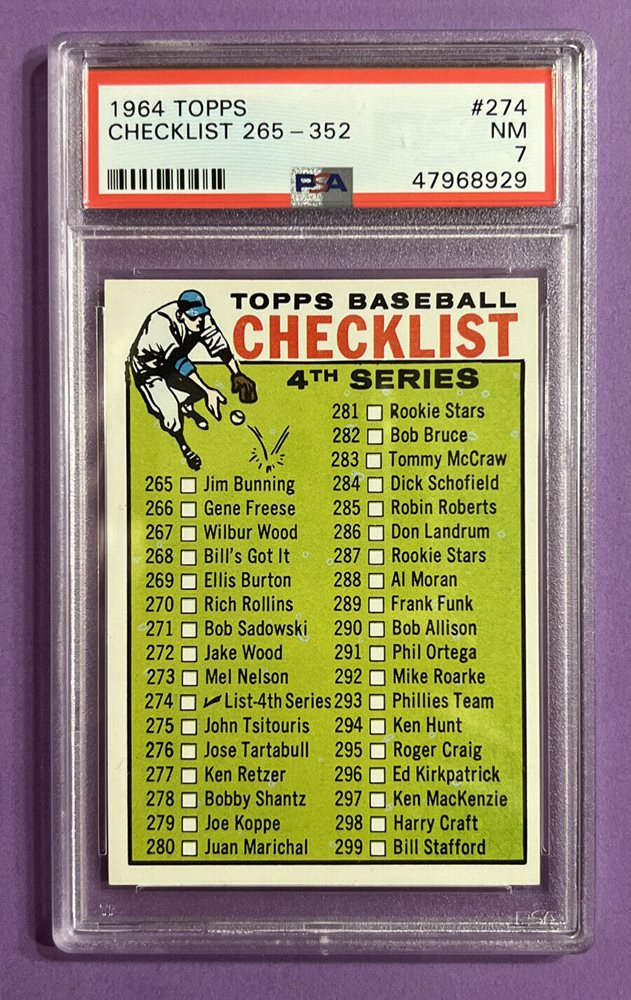 1964 TOPPS #274
CHECKLIST 265-352 NM
7
PSA 47968929
TOPPS BASEBALL
CHECKLIST
4TH SERIES
281 Rookie Stars
282 Bob Bruce
283 Tommy McCraw
265 Jim Bunning 284 Dick Schofield
266 Gene Freese 285 Robin Roberts
267 Wilbur Wood 286 Don Landrum
268 Bill's Got It 287 Rookie Stars
269 Ellis Burton 288 Al Moran
270 Rich Rollins 289 Frank Funk
271 Bob Sadowski 290 Bob Allison
272 Jake Wood 291 Phil Ortega
273 Mel Nelson 292 Mike Roarke
274 List-4th Series 293 Phillies Team
275 John Tsitouris 294 Ken Hunt
276 Jose Tartabull 295 Roger Craig
277 Ken Retzer 296 Ed Kirkpatrick
278 Bobby Shantz 297 Ken MacKenzie
279 Joe Koppe 298 Harry Craft
280 Juan Marichal 299 Bill Stafford